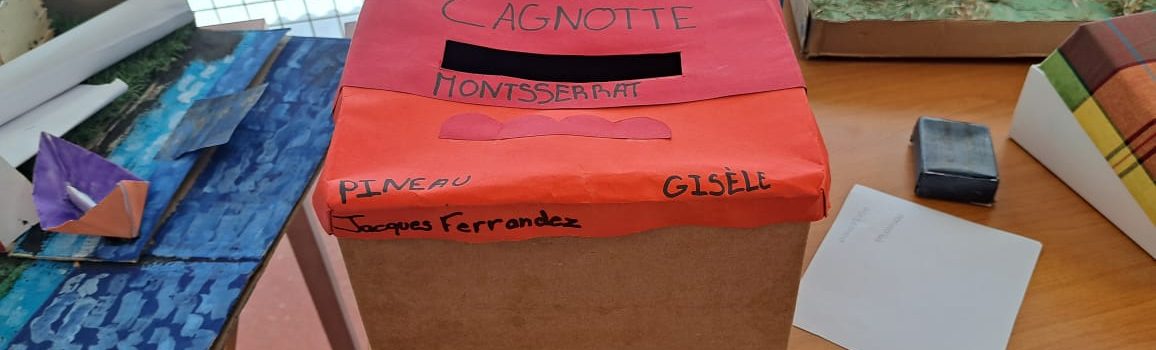 CAGNOTTE
MONTSSERRAT
PINEAU GISÈLE
Jacques Ferrandez